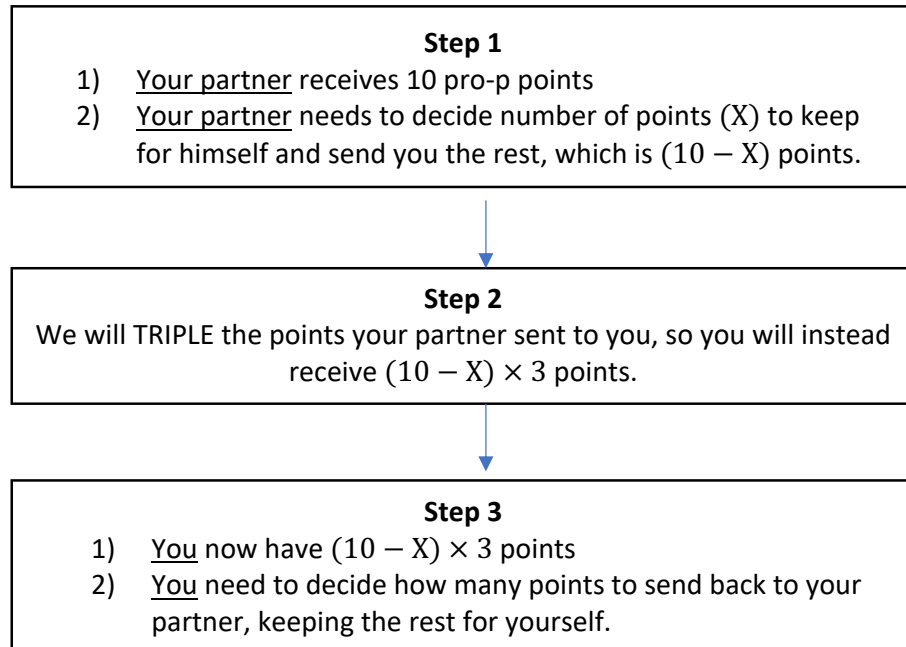 Step 1
1) Your partner receives 10 pro-p points
2) Your partner needs to decide number of points (X) to keep
for himself and send you the rest, which is (10 − X) points.
Step 2
We will TRIPLE the points your partner sent to you, so you will instead
receive (10 − X) × 3 points.
Step 3
1) You now have (10 − X) × 3 points
2) You need to decide how many points to send back to your
partner, keeping the rest for yourself.